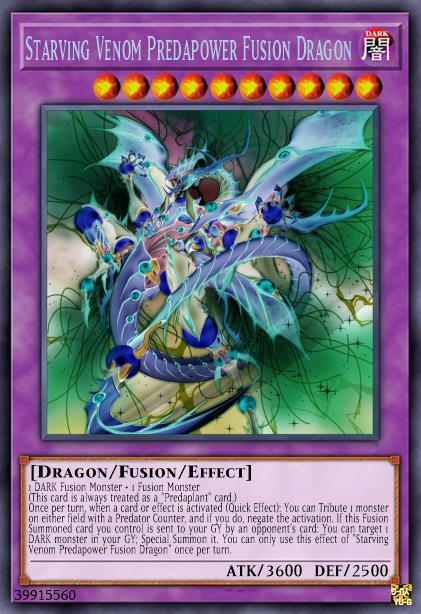 STARVING VENOM PREDAPOWER FUSION DRAGON
DARK
闇
[DRAGON/FUSION/EFFECT]
1 DARK Fusion Monster + 1 Fusion Monster
(This card is always treated as a "Predaplant" card.)
Once per turn, when a card or effect is activated (Quick Effect): You can Tribute 1 monster
on either field with a Predator Counter, and if you do, negate the activation. If this Fusion
Summoned card you control is sent to your GY by an opponent's card: You can target 1
DARK monster in your GY; Special Summon it. You can only use this effect of "Starving
Venom Predapower Fusion Dragon" once per turn.
ATK/3600 DEF/2500
39915560